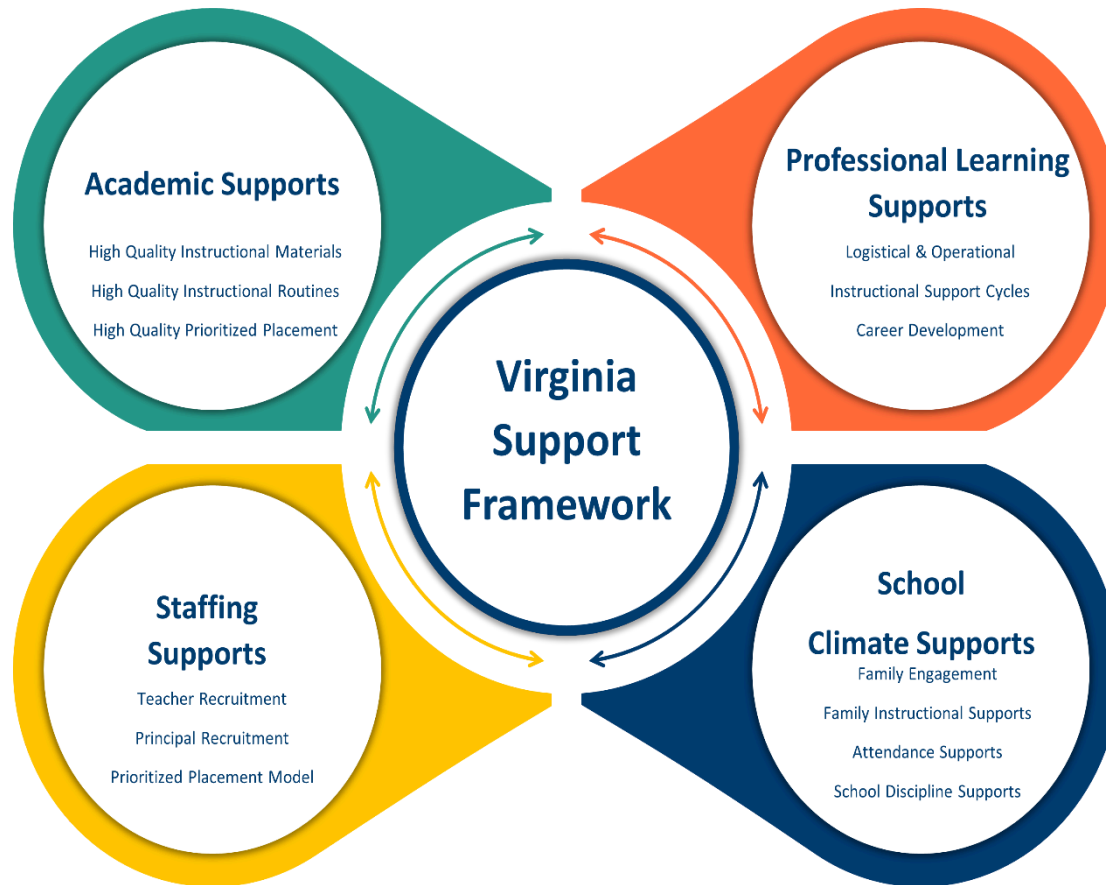 Academic Supports
High Quality Instructional Materials
High Quality Instructional Routines
High Quality Prioritized Placement
Professional Learning
Supports
Logistical & Operational
Instructional Support Cycles
Career Development
Virginia
Support
Framework
Staffing
Supports
Teacher Recruitment
Principal Recruitment
Prioritized Placement Model
School
Climate Supports
Family Engagement
Family Instructional Supports
Attendance Supports
School Discipline Supports